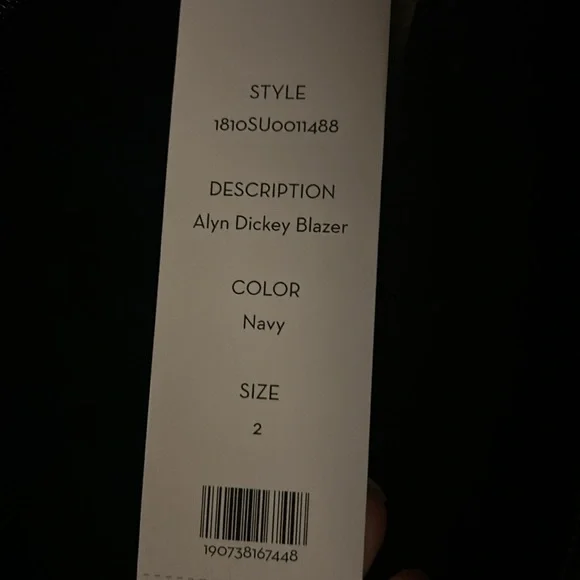 STYLE
1810SU0011488
DESCRIPTION
Alyn Dickey Blazer
COLOR
Navy
SIZE
2
190738167448